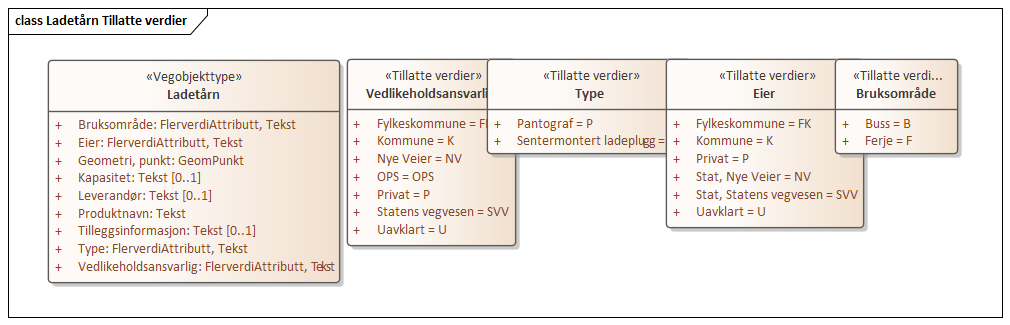 class Ladetårn Tillatte verdier
«Vegobjekttype»
Ladetårn
+ Bruksområde: FlerverdiAttributt, Tekst
+ Eier: FlerverdiAttributt, Tekst
+ Geometri, punkt: GeomPunkt
+ Kapasitet: Tekst [0..1]
+ Leverandør: Tekst [0..1]
+ Produktnavn: Tekst
+ Tilleggsinformasjon: Tekst [0..1]
+ Type: FlerverdiAttributt, Tekst
+ Vedlikeholdsansvarlig: FlerverdiAttributt, Tekst
«Tillatte verdier»
Vedlikeholdsansvarli
+ Fylkeskommune = F
+ Kommune = K
+ Nye Veier = NV
+ OPS = OPS
+ Privat = P
+ Statens vegvesen = SVV
+ Uavklart = U
«Tillatte verdier»
Type
+ Pantograf = P
+ Sentermontert ladeplugg =
«Tillatte verdier»
Eier
+ Fylkeskommune = FK
+ Kommune = K
+ Privat = P
+ Stat, Nye Veier = NV
+ Stat, Statens vegvesen = SVV
+ Uavklart = U
«Tillatte verdi...
Bruksområde
+ Buss = B
+ Ferje = F